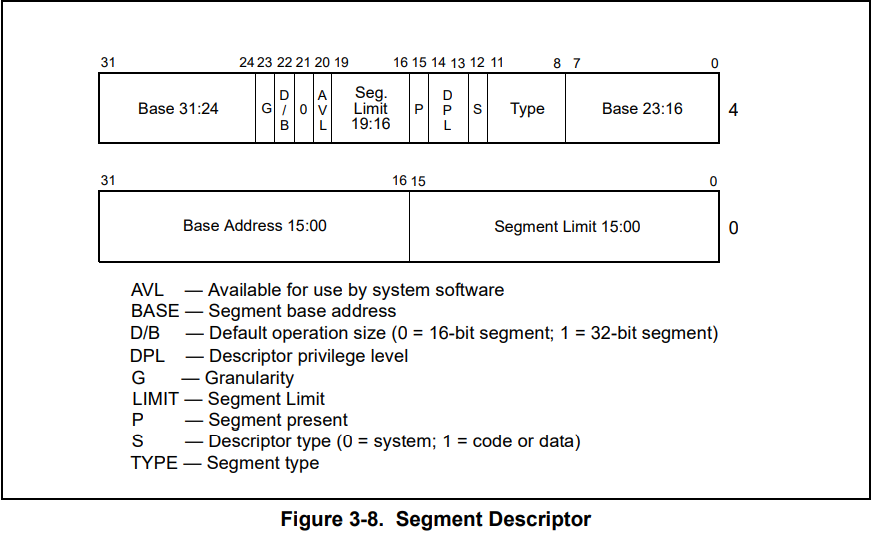 31 24 23 22 21 20 19 16 15 14 13 12 11 8 7 0
Base 31:24 G D/B 0 AVL Seg. Limit 19:16 P DPL S Type Base 23:16 4
31 16 15 0
Base Address 15:00 Segment Limit 15:00 0
AVL — Available for use by system software
BASE — Segment base address
D/B — Default operation size (0 = 16-bit segment; 1 = 32-bit segment)
DPL — Descriptor privilege level
G — Granularity
LIMIT — Segment Limit
P — Segment present
S — Descriptor type (0 = system; 1 = code or data)
TYPE — Segment type
Figure 3-8. Segment Descriptor